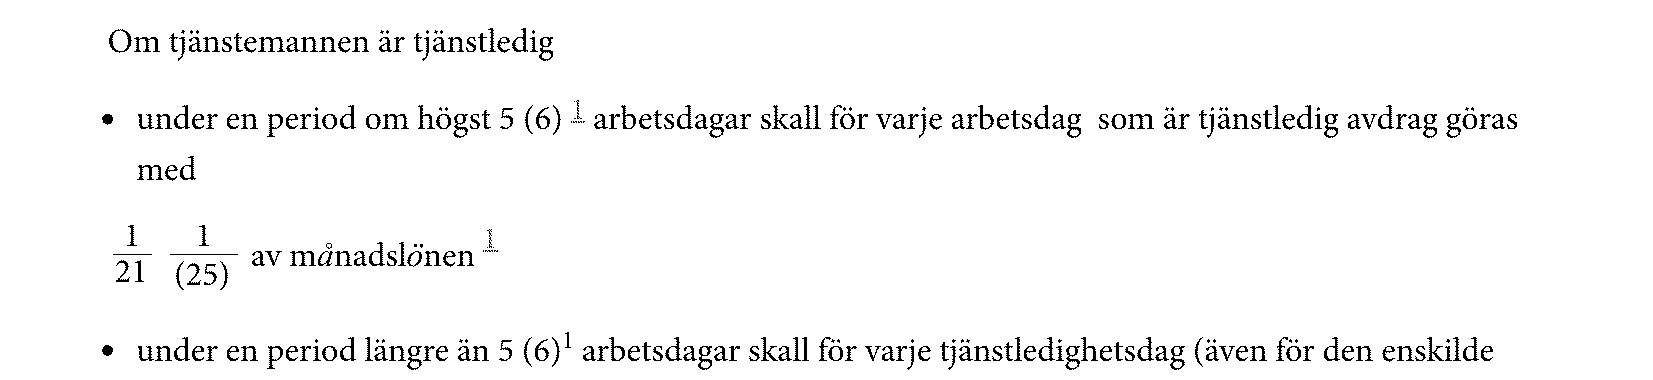 Om tjänstemannen är tjänstledig
• under en period om högst 5 (6) 1 arbetsdagar skall för varje arbetsdag som är tjänstledig avdrag göras
med
1/21 1/(25) av månadslönen 1
• under en period längre än 5 (6)1 arbetsdagar skall för varje tjänstledighetsdag (även för den enskilde